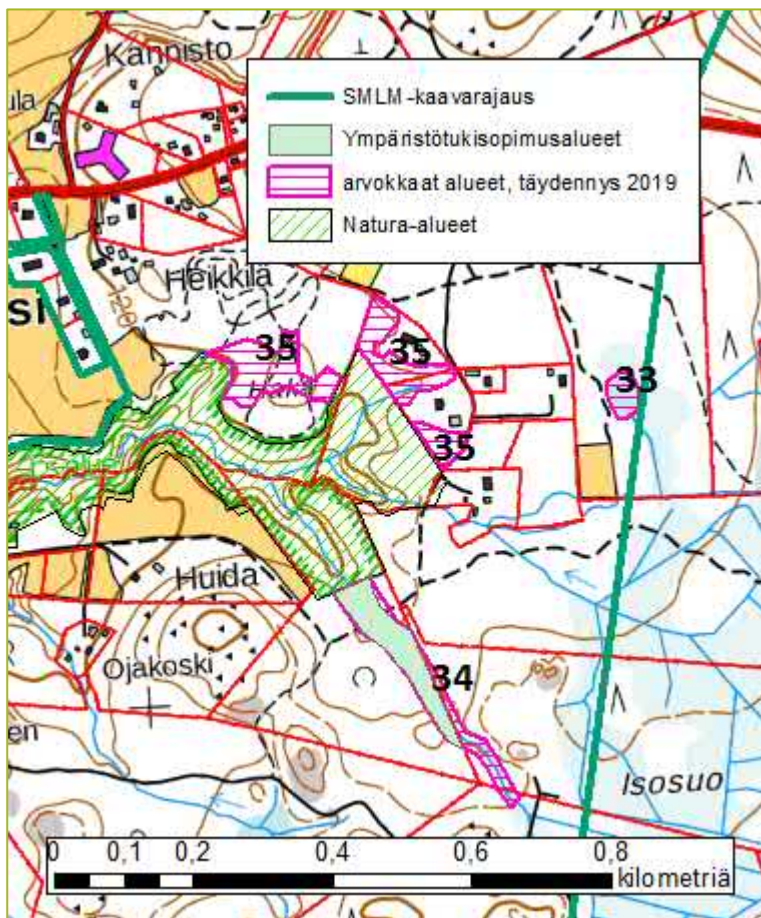 Kannisto
ula
SMLM-kaavarajaus
Ympäristötukisopimusalueet
arvokkaat alueet, täydennys 2019
Natura-alueet
Heikkilä
120
SI
35
35
33
35
Huida
Ojakoski
34
en
Isosuo
0 0,1 0,2 0,4 0,6 0,8
kilometriä